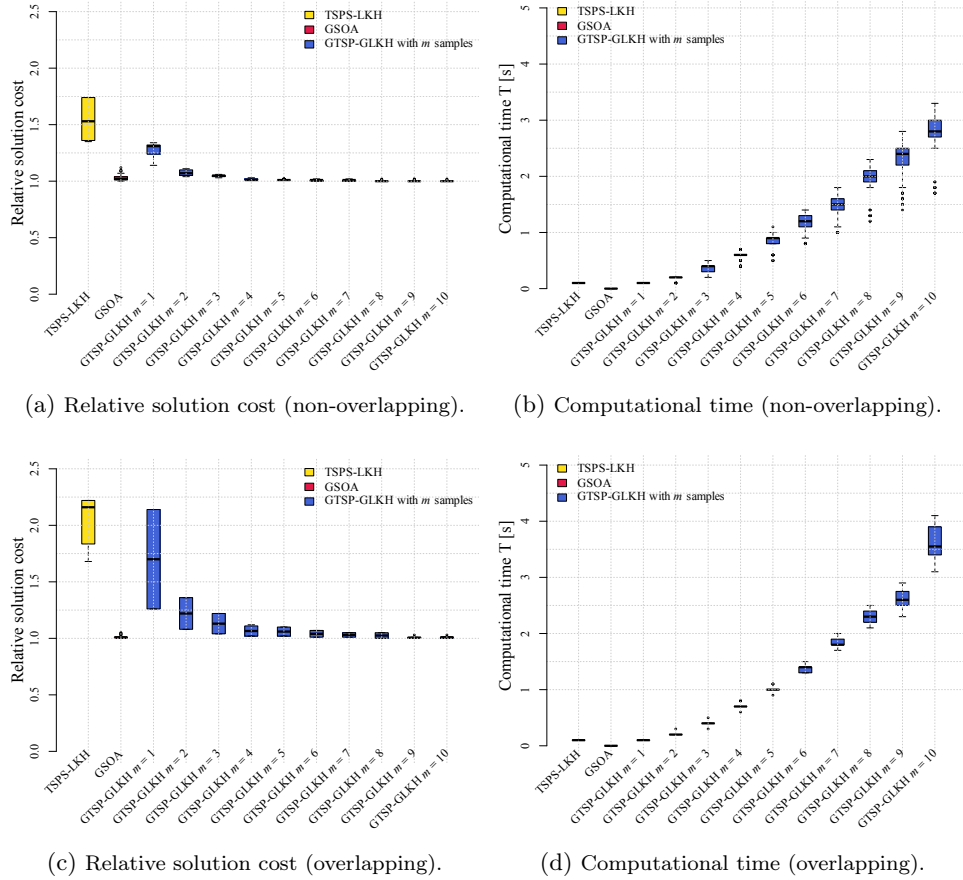 TSPS-LKH
GSOA
GTSP-GLKH with m samples
Relative solution cost
2.5
2.0
1.5
1.0
0.5
0.0
TSPS-LKH
GSOA
GTSP-GLKH m = 1
GTSP-GLKH m = 2
GTSP-GLKH m = 3
GTSP-GLKH m = 4
GTSP-GLKH m = 5
GTSP-GLKH m = 6
GTSP-GLKH m = 7
GTSP-GLKH m = 8
GTSP-GLKH m = 9
GTSP-GLKH m = 10
(a) Relative solution cost (non-overlapping).
TSPS-LKH
GSOA
GTSP-GLKH with m samples
Computational time T [s]
5
4
3
2
1
0
TSPS-LKH
GSOA
GTSP-GLKH m = 1
GTSP-GLKH m = 2
GTSP-GLKH m = 3
GTSP-GLKH m = 4
GTSP-GLKH m = 5
GTSP-GLKH m = 6
GTSP-GLKH m = 7
GTSP-GLKH m = 8
GTSP-GLKH m = 9
GTSP-GLKH m = 10
(b) Computational time (non-overlapping).
TSPS-LKH
GSOA
GTSP-GLKH with m samples
Relative solution cost
2.5
2.0
1.5
1.0
0.5
0.0
TSPS-LKH
GSOA
GTSP-GLKH m = 1
GTSP-GLKH m = 2
GTSP-GLKH m = 3
GTSP-GLKH m = 4
GTSP-GLKH m = 5
GTSP-GLKH m = 6
GTSP-GLKH m = 7
GTSP-GLKH m = 8
GTSP-GLKH m = 9
GTSP-GLKH m = 10
(c) Relative solution cost (overlapping).
TSPS-LKH
GSOA
GTSP-GLKH with m samples
Computational time T [s]
5
4
3
2
1
0
TSPS-LKH
GSOA
GTSP-GLKH m = 1
GTSP-GLKH m = 2
GTSP-GLKH m = 3
GTSP-GLKH m = 4
GTSP-GLKH m = 5
GTSP-GLKH m = 6
GTSP-GLKH m = 7
GTSP-GLKH m = 8
GTSP-GLKH m = 9
GTSP-GLKH m = 10
(d) Computational time (overlapping).